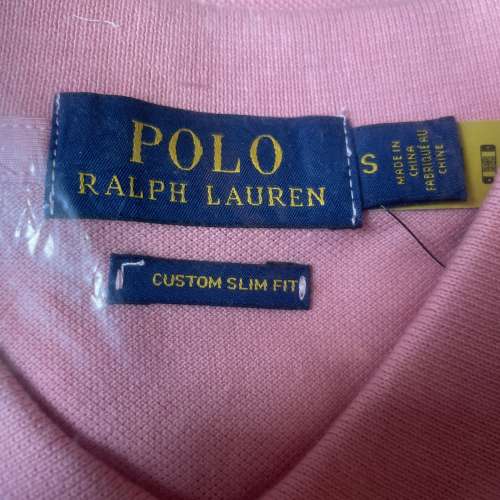 POLO
RALPH LAUREN
S
MADE IN
CHINA
FABRIQUÉ AU
CHINE
CUSTOM SLIM FIT